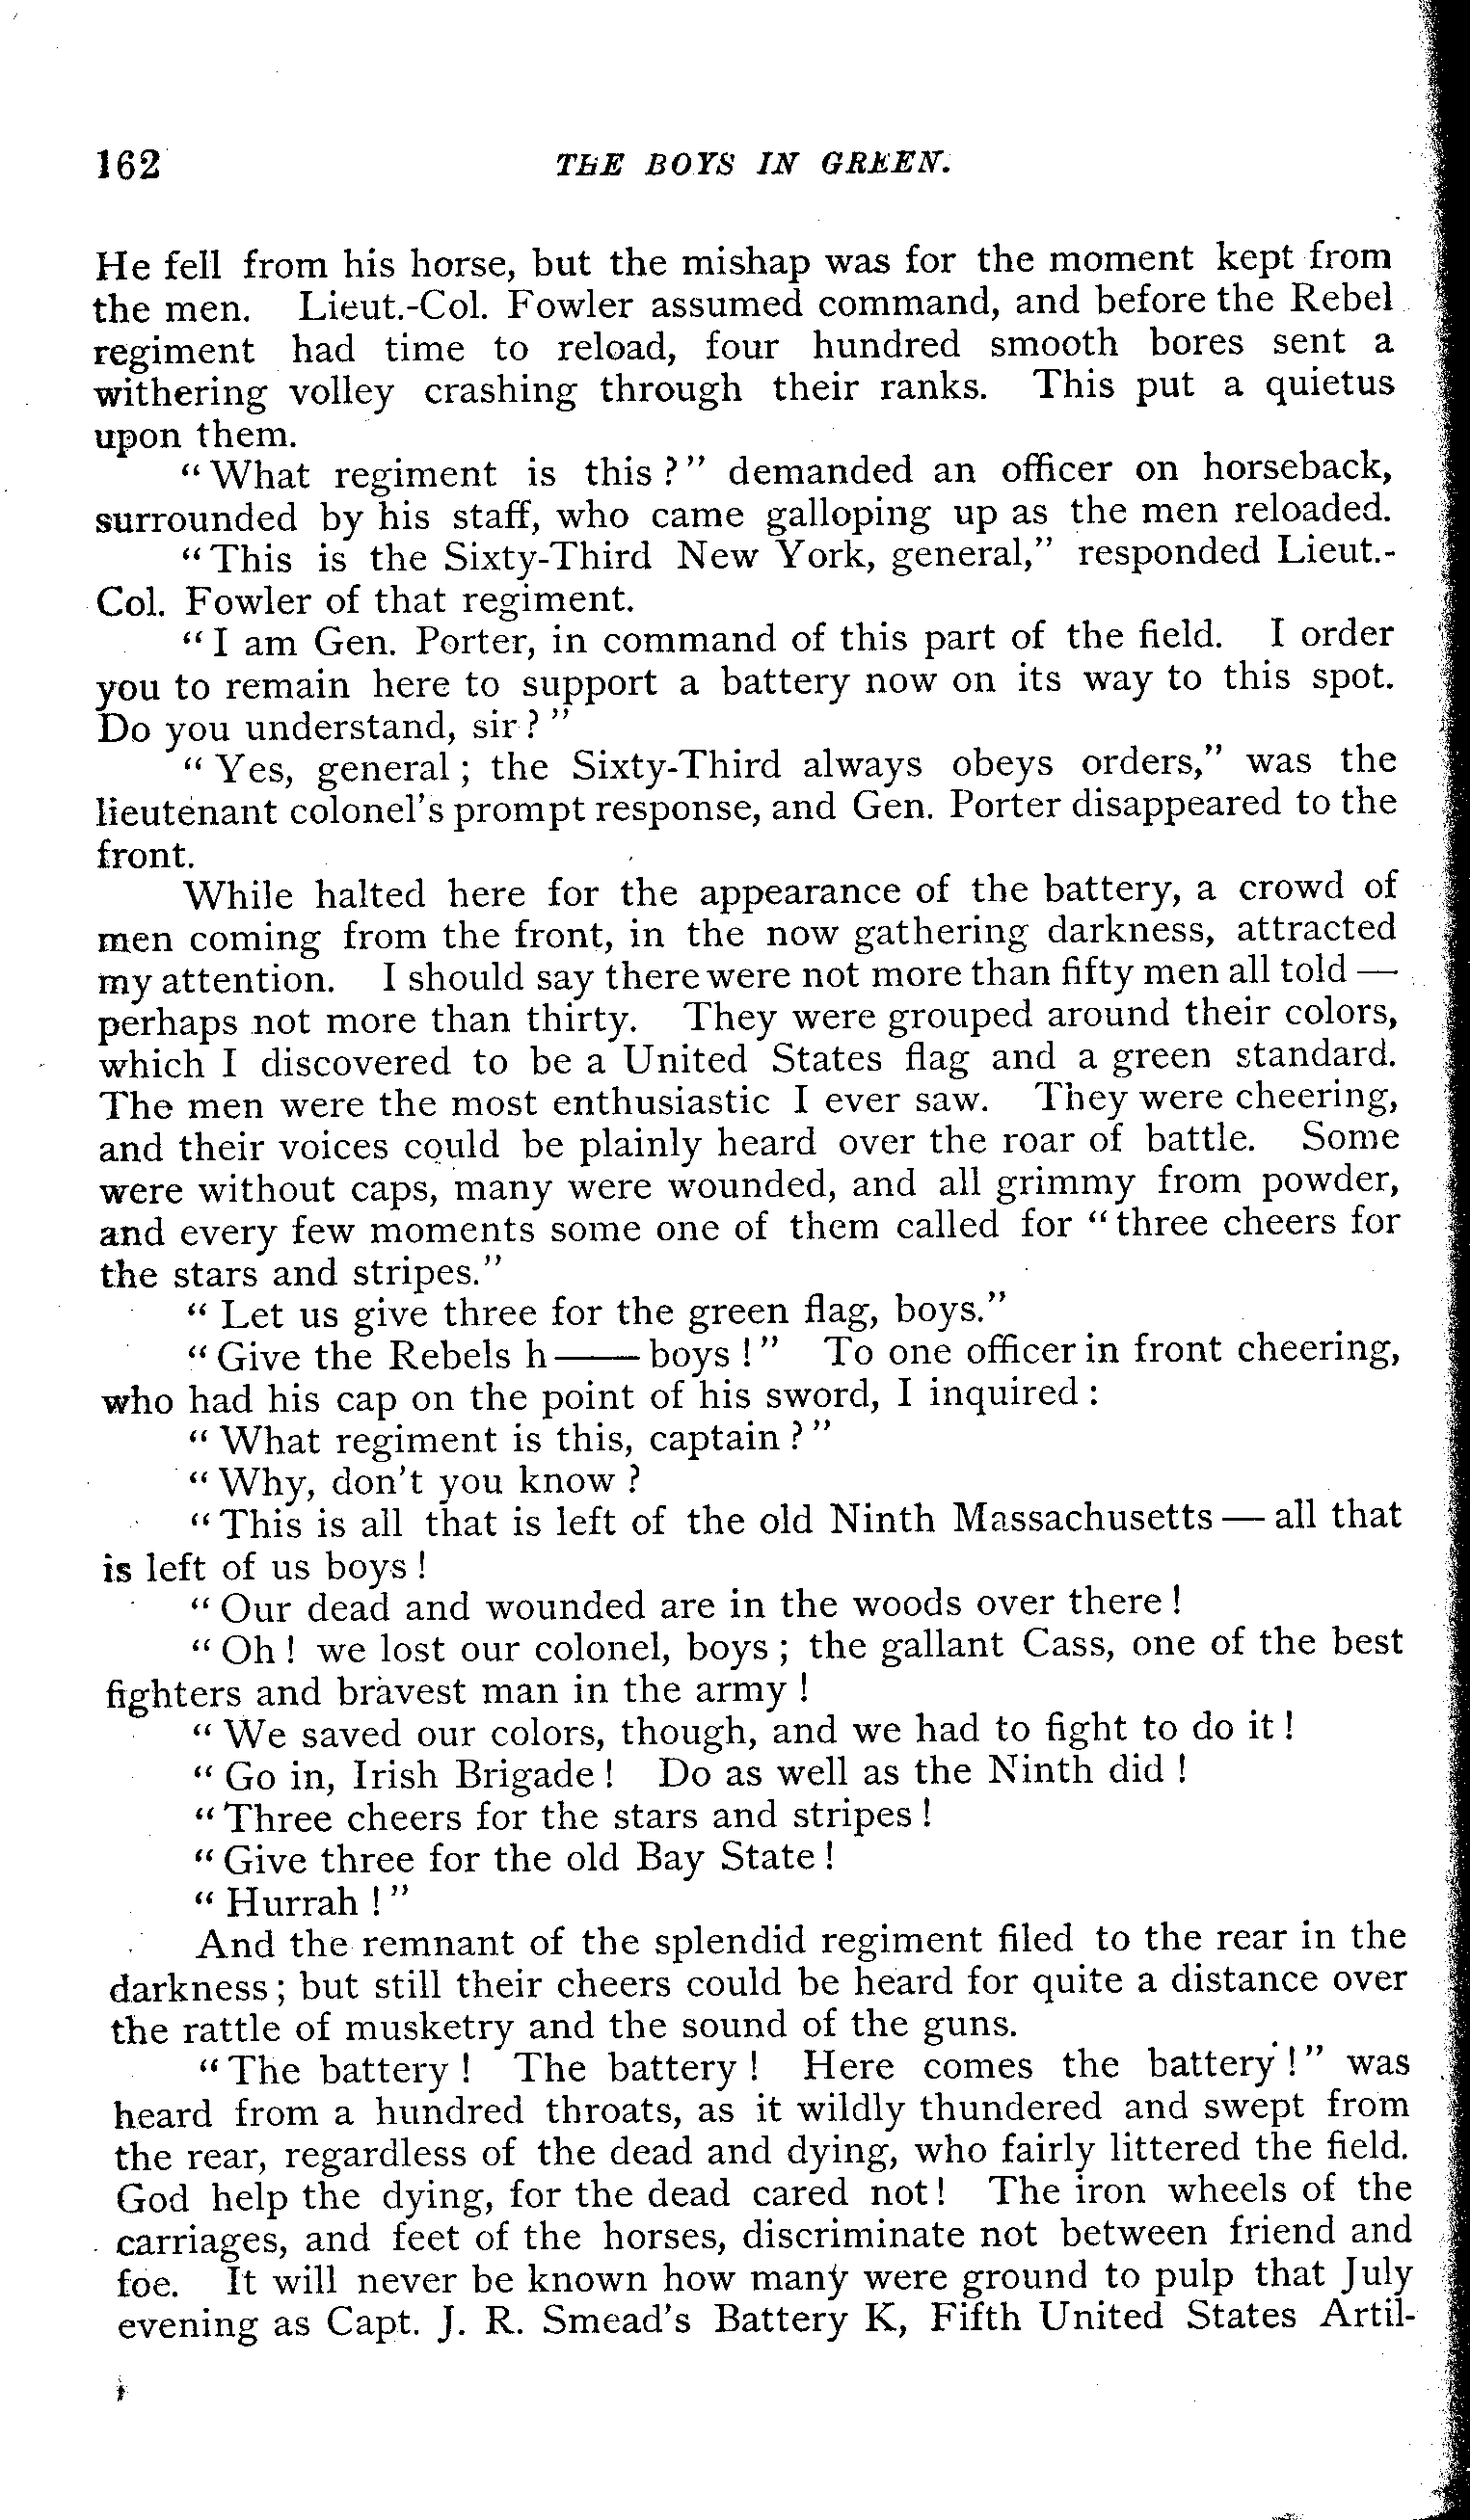 162 THE BOYS IN GREEN.
He fell from his horse, but the mishap was for the moment kept from
the men. Lieut.-Col. Fowler assumed command, and before the Rebel
regiment had time to reload, four hundred smooth bores sent a
withering volley crashing through their ranks. This put a quietus
upon them.
"What regiment is this?" demanded an officer on horseback,
surrounded by his staff, who came galloping up as the men reloaded.
"This is the Sixty-Third New York, general," responded Lieut.-
Col. Fowler of that regiment.
"I am Gen. Porter, in command of this part of the field. I order
you to remain here to support a battery now on its way to this spot.
Do you understand, sir?"
"Yes, general; the Sixty-Third always obeys orders," was the
lieutenant colonel's prompt response, and Gen. Porter disappeared to the
front.
While halted here for the appearance of the battery, a crowd of
men coming from the front, in the now gathering darkness, attracted
my attention. I should say there were not more than fifty men all told —
perhaps not more than thirty. They were grouped around their colors,
which I discovered to be a United States flag and a green standard.
The men were the most enthusiastic I ever saw. They were cheering,
and their voices could be plainly heard over the roar of battle. Some
were without caps, many were wounded, and all grimmy from powder,
and every few moments some one of them called for "three cheers for
the stars and stripes."
"Let us give three for the green flag, boys."
"Give the Rebels h—— boys!" To one officer in front cheering,
who had his cap on the point of his sword, I inquired:
"What regiment is this, captain?"
"Why, don't you know?
"This is all that is left of the old Ninth Massachusetts — all that
is left of us boys!
"Our dead and wounded are in the woods over there!
"Oh! we lost our colonel, boys; the gallant Cass, one of the best
fighters and bravest man in the army!
"We saved our colors, though, and we had to fight to do it!
"Go in, Irish Brigade! Do as well as the Ninth did!
"Three cheers for the stars and stripes!
"Give three for the old Bay State!
"Hurrah!"
And the remnant of the splendid regiment filed to the rear in the
darkness; but still their cheers could be heard for quite a distance over
the rattle of musketry and the sound of the guns.
"The battery! The battery! Here comes the battery!" was
heard from a hundred throats, as it wildly thundered and swept from
the rear, regardless of the dead and dying, who fairly littered the field.
God help the dying, for the dead cared not! The iron wheels of the
carriages, and feet of the horses, discriminate not between friend and
foe. It will never be known how many were ground to pulp that July
evening as Capt. J. R. Smead's Battery K, Fifth United States Artil-